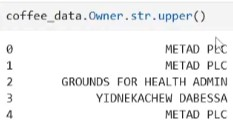 coffee_data.Owner.str.upper()
0 METAD PLC
1 METAD PLC
2 GROUNDS FOR HEALTH ADMIN
3 YIDNEKACHEW DABESSA
4 METAD PLC